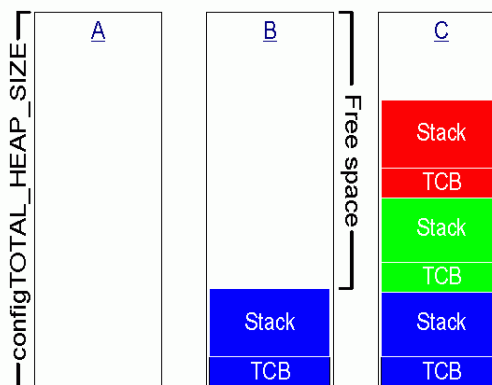 configTOTAL_HEAP_SIZE
A
B
Free space
Stack
TCB
C
Stack
TCB
Stack
TCB
Stack
TCB